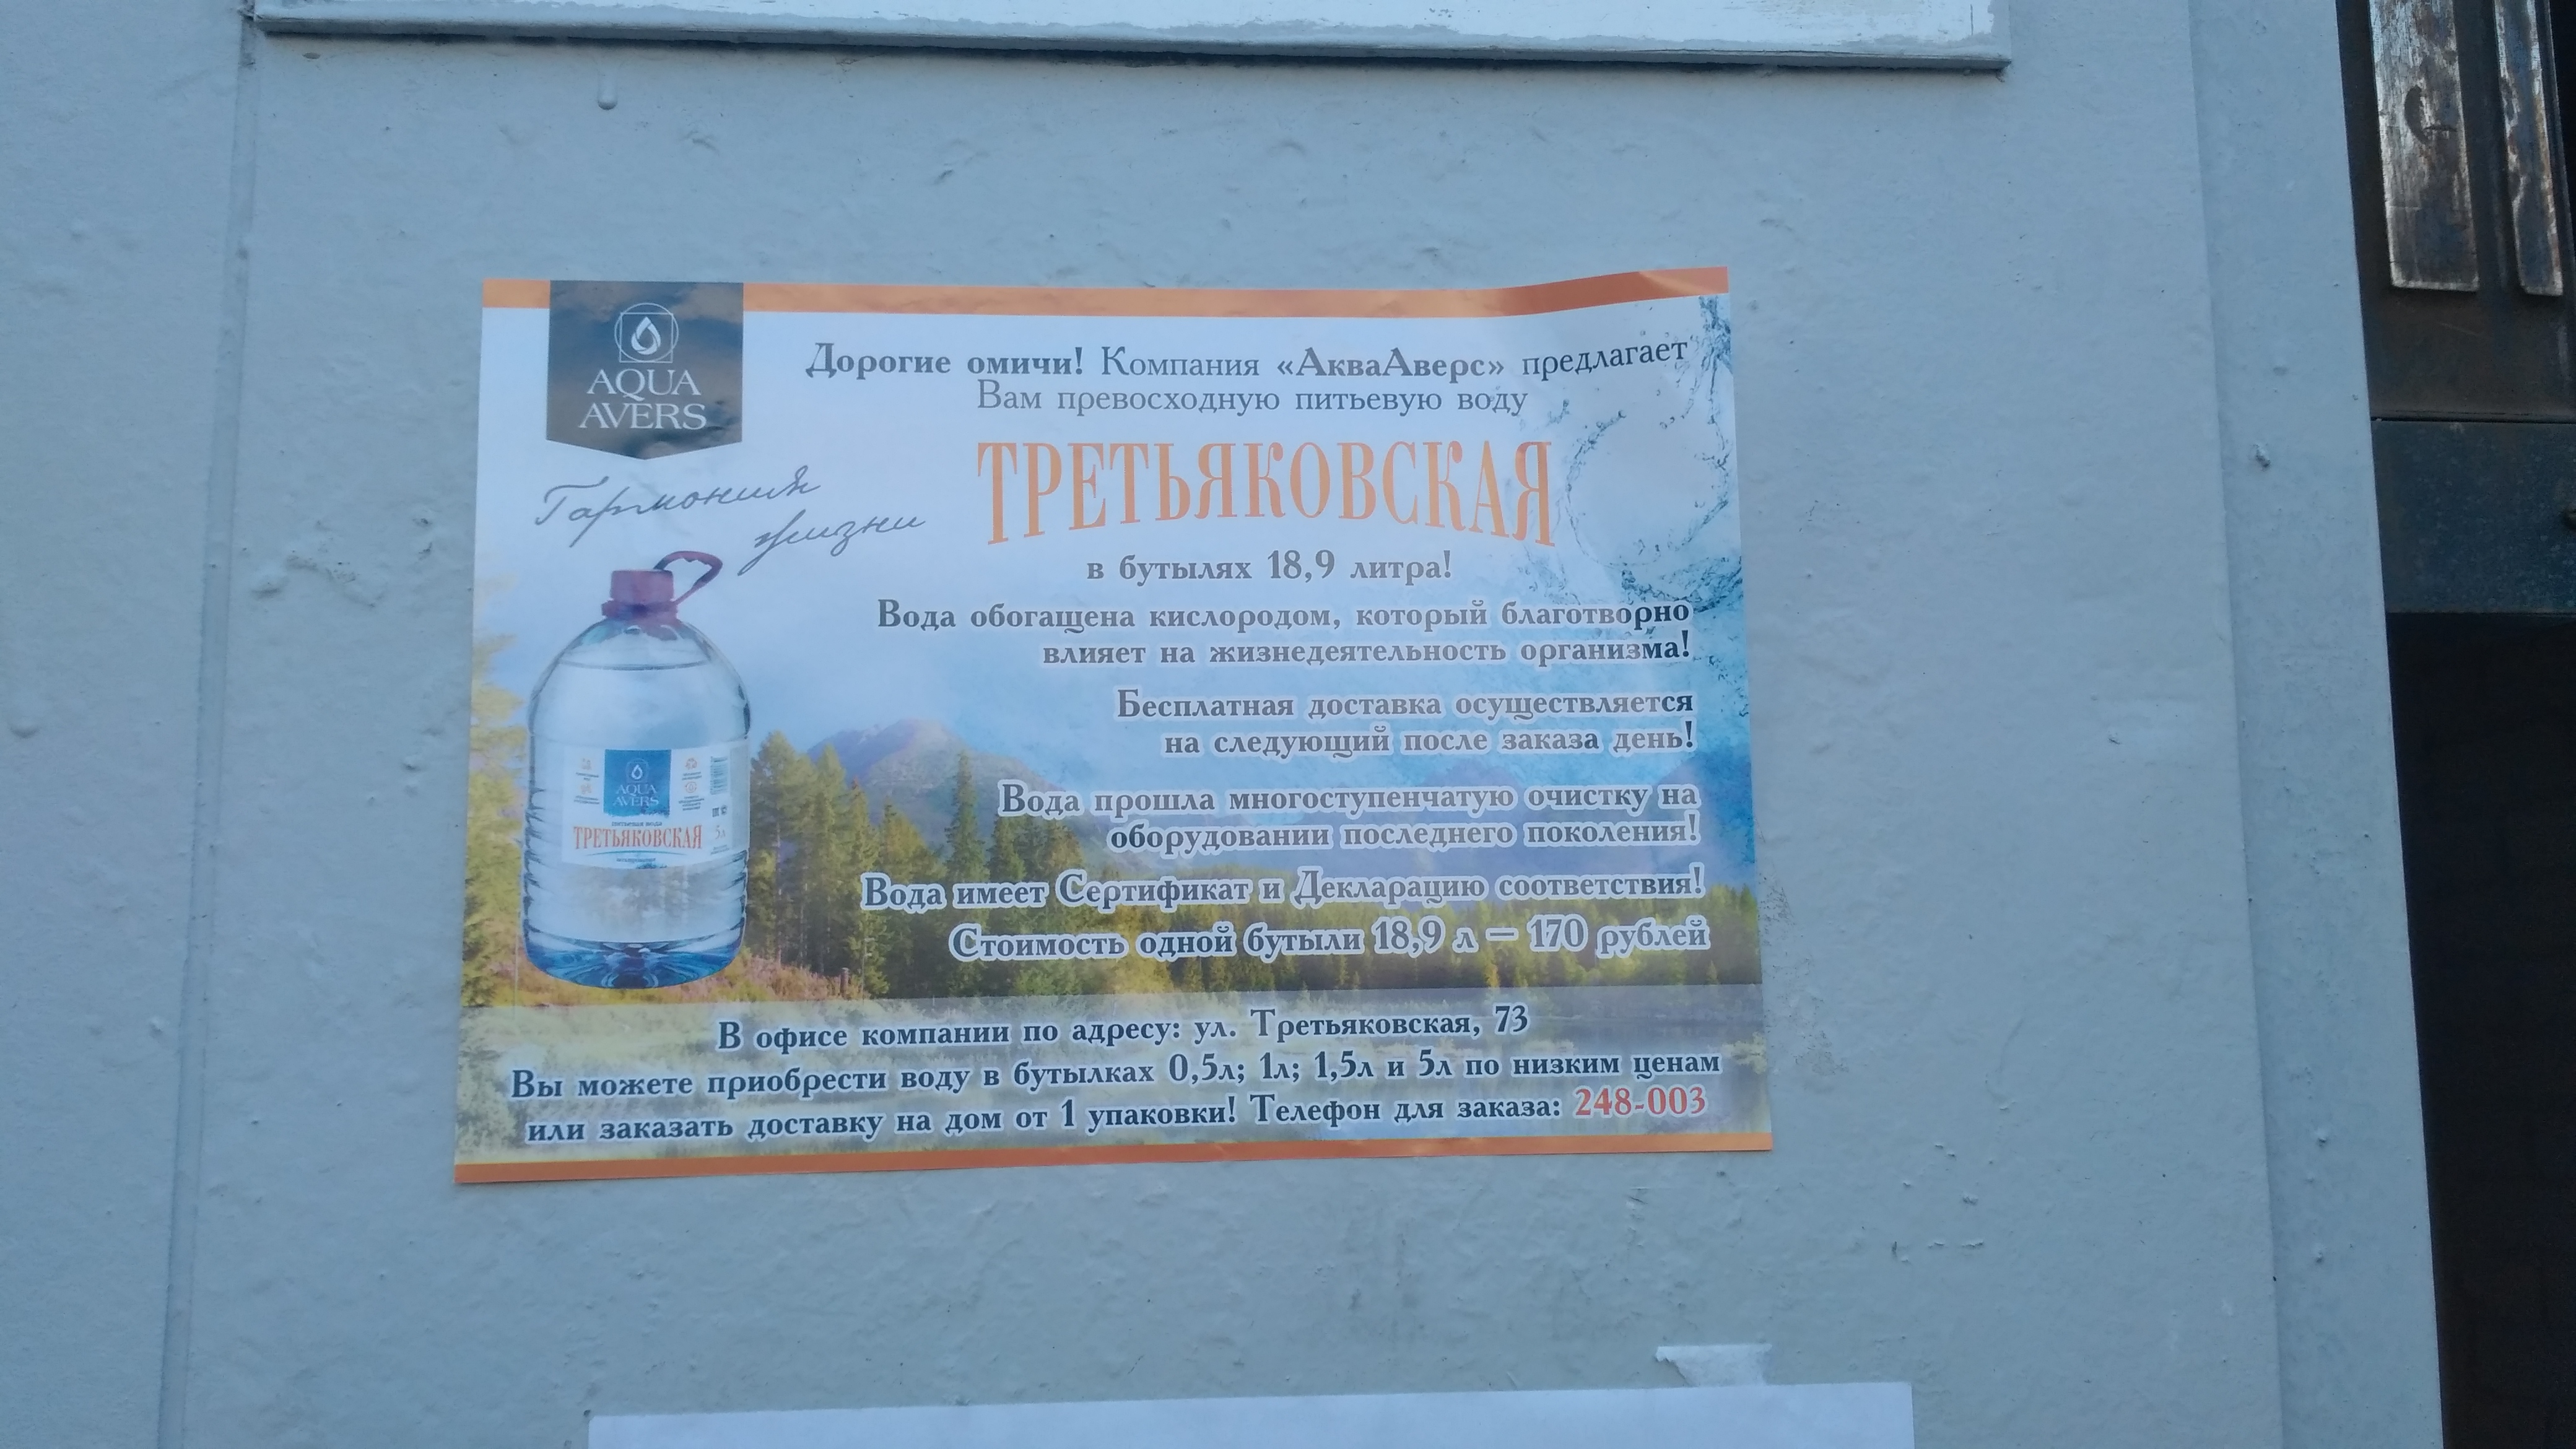 AQUA
AVERS
Гармония
жизни
Дорогие омичи! Компания «АкваАверс» предлагает
Вам превосходную питьевую воду
ТРЕТЬЯКОВСКАЯ
в бутылях 18,9 литра!
Вода обогащена кислородом, который благотворно
влияет на жизнедеятельность организма!
Бесплатная доставка осуществляется
на следующий после заказа день!
Вода прошла многоступенчатую очистку на
оборудовании последнего поколения!
Вода имеет Сертификат и Декларацию соответствия!
Стоимость одной бутыли 18,9 л – 170 рублей
AQUA
AVERS
питьевая вода
ТРЕТЬЯКОВСКАЯ
5л
В офисе компании по адресу: ул. Третьяковская, 73
Вы можете приобрести воду в бутылках 0,5л; 1л; 1,5л и 5л по низким ценам
или заказать доставку на дом от 1 упаковки! Телефон для заказа: 248-003